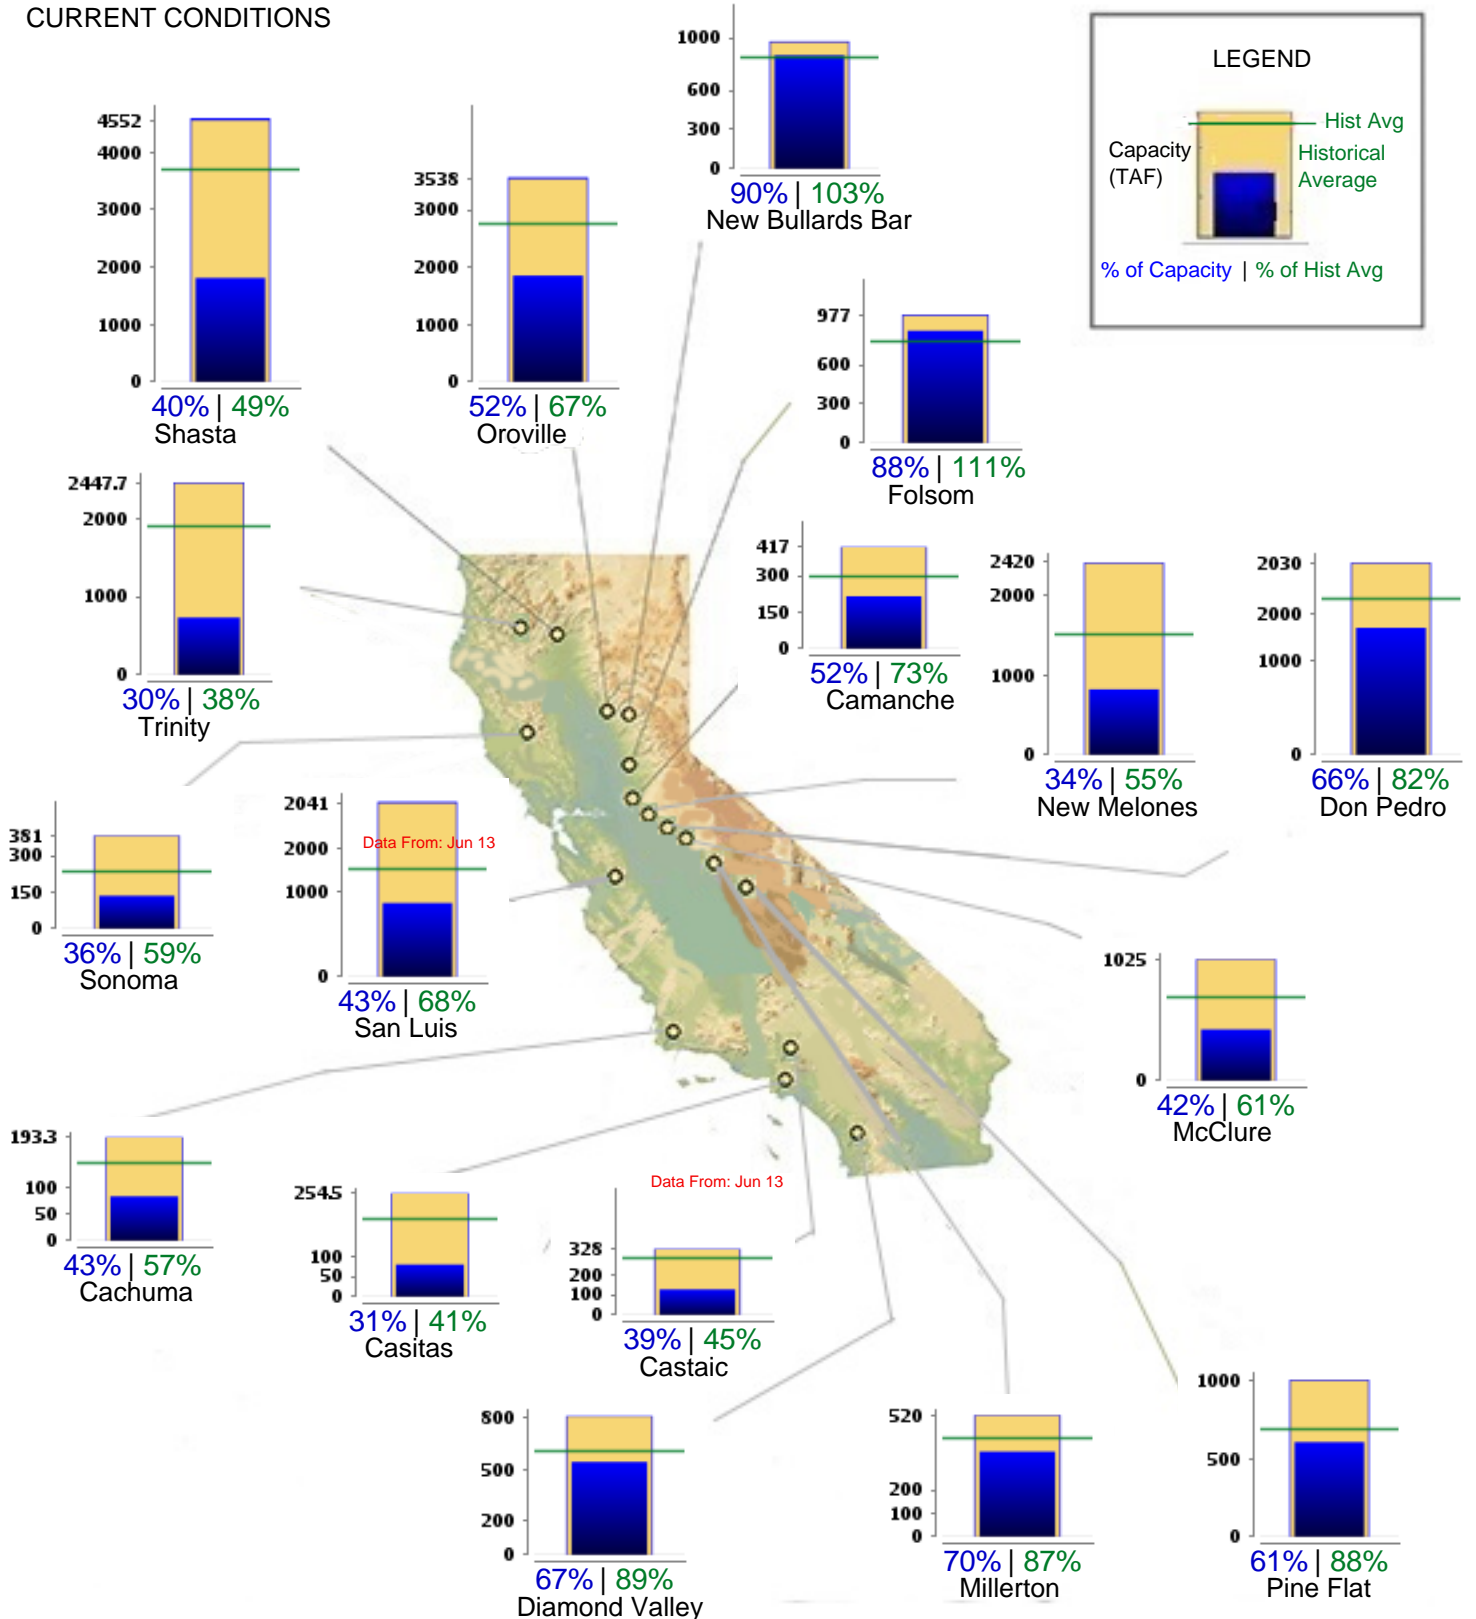 CURRENT CONDITIONS
1000
600
300
0
90% | 103%
New Bullards Bar
LEGEND
Hist Avg
Capacity
(TAF)
Historical
Average
% of Capacity | % of Hist Avg
4552
4000
3000
2000
1000
0
40% | 49%
Shasta
3538
3000
2000
1000
0
52% | 67%
Oroville
977
600
300
0
88% | 111%
Folsom
2447.7
2000
1000
0
30% | 38%
Trinity
417
300
150
0
52% | 73%
Camanche
2420
2000
1000
0
34% | 55%
New Melones
2030
2000
1000
0
66% | 82%
Don Pedro
381
300
150
0
36% | 59%
Sonoma
2041
Data From: Jun 13
2000
1000
0
43% | 68%
San Luis
1025
0
42% | 61%
McClure
193.3
100
50
0
43% | 57%
Cachuma
254.5
100
50
0
31% | 41%
Casitas
Data From: Jun 13
328
200
100
0
39% | 45%
Castaic
800
500
200
0
67% | 89%
Diamond Valley
520
200
100
0
70% | 87%
Millerton
1000
500
0
61% | 88%
Pine Flat